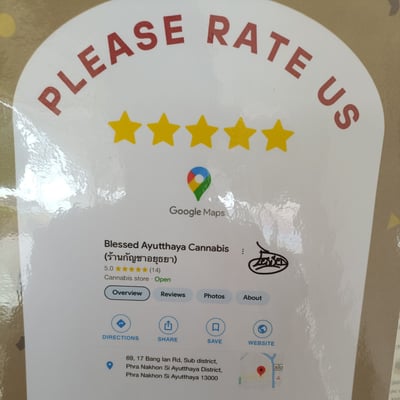 PLEASE RATE US
Google Maps
Blessed Ayutthaya Cannabis
(ร้านกัญชาอยุธยา)
5.0 (14)
Cannabis store · Open
Overview Reviews Photos About
DIRECTIONS SHARE SAVE WEBSITE
89, 17 Bang Ian Rd, Sub district,
Phra Nakhon Si Ayutthaya District,
Phra Nakhon Si Ayutthaya 13000